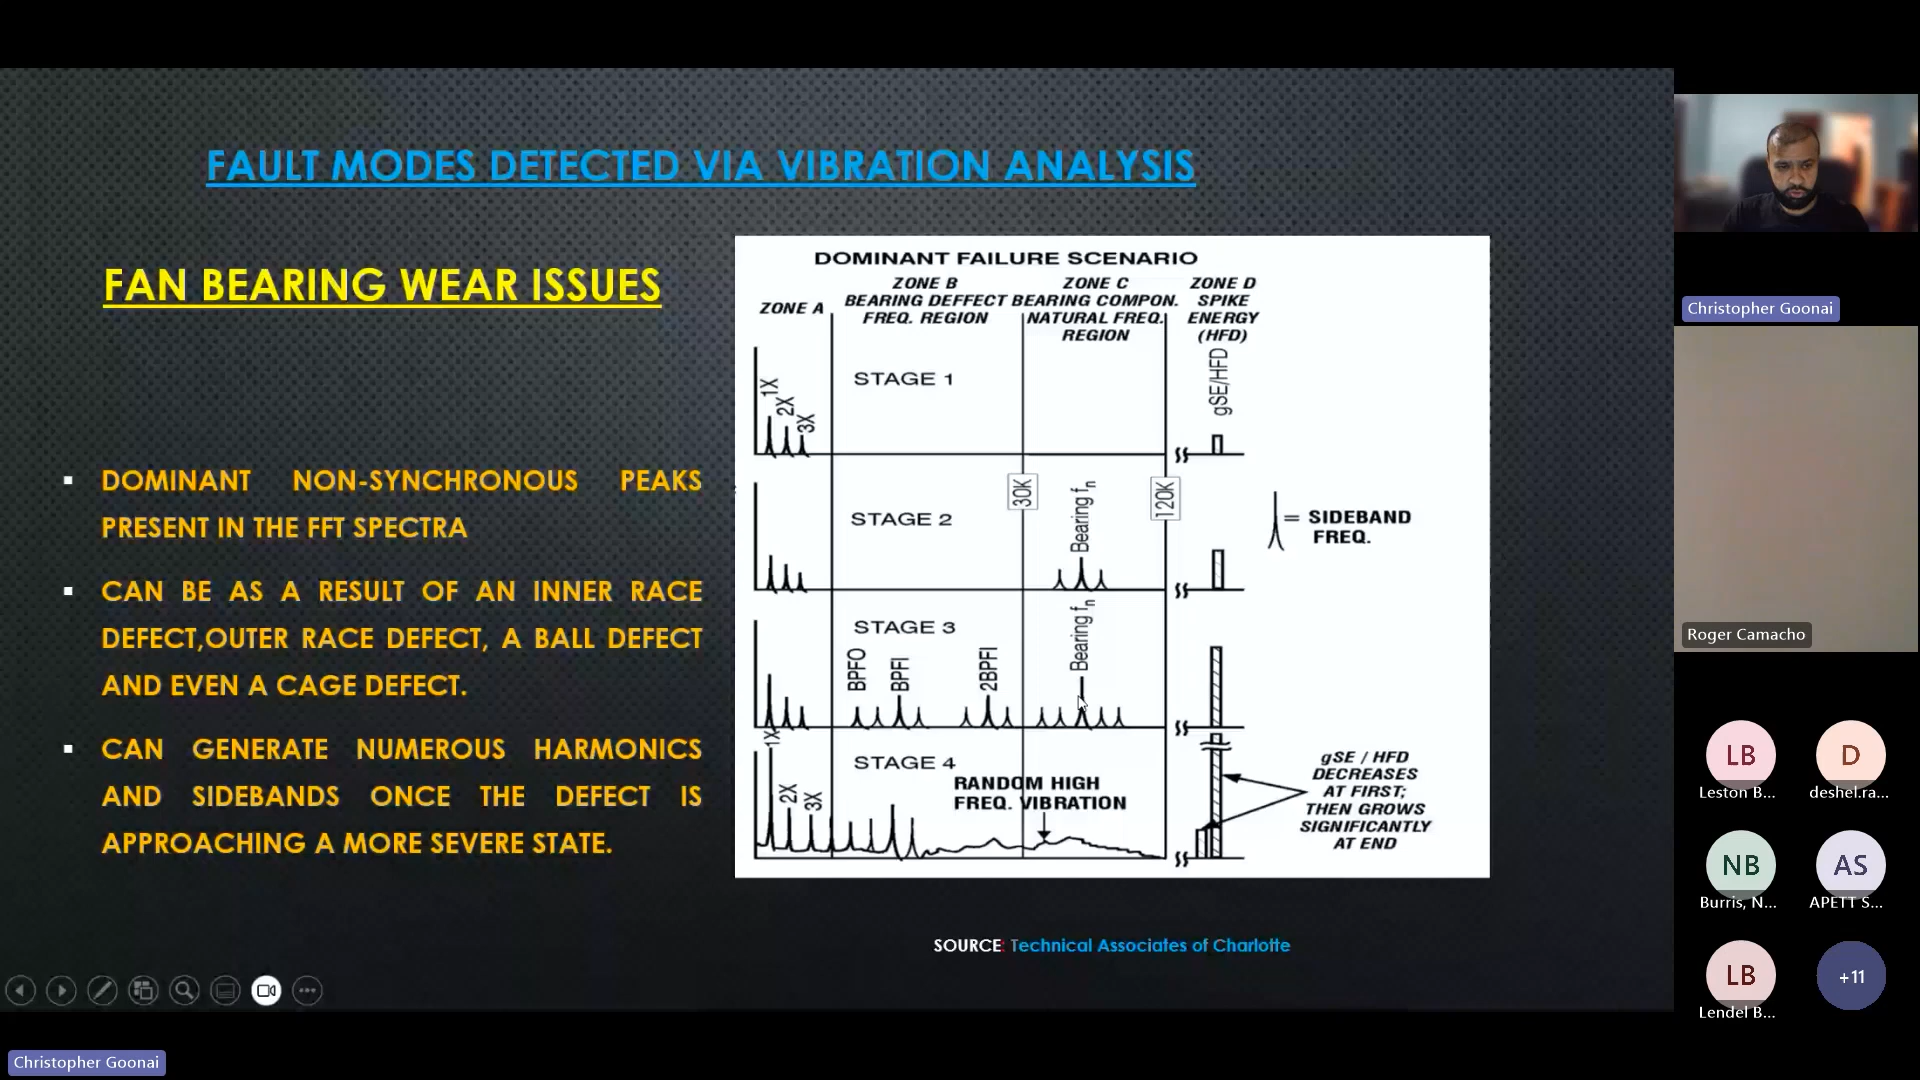 FAULT MODES DETECTED VIA VIBRATION ANALYSIS
FAN BEARING WEAR ISSUES
DOMINANT NON-SYNCHRONOUS PEAKS
PRESENT IN THE FFT SPECTRA
CAN BE AS A RESULT OF AN INNER RACE
DEFECT,OUTER RACE DEFECT, A BALL DEFECT
AND EVEN A CAGE DEFECT.
CAN GENERATE NUMEROUS HARMONICS
AND SIDEBANDS ONCE THE DEFECT IS
APPROACHING A MORE SEVERE STATE.
DOMINANT FAILURE SCENARIO
ZONE A
ZONE B
BEARING DEFFECT
FREQ. REGION
ZONE C
BEARING COMPON.
NATURAL FREQ.
REGION
ZONE D
SPIKE
ENERGY
(HFD)
STAGE 1
1X
2X
3X
gSE/HFD
STAGE 2
30K
Bearing fn
120K
= SIDEBAND
FREQ.
STAGE 3
BPFO
BPFI
2BPFI
Bearing fn
STAGE 4
1X
2X
3X
RANDOM HIGH
FREQ. VIBRATION
gSE / HFD
DECREASES
AT FIRST;
THEN GROWS
SIGNIFICANTLY
AT END
SOURCE: Technical Associates of Charlotte
Christopher Goonai
Roger Camacho
LB
Leston B...
D
deshel.ra...
NB
Burris, N...
AS
APETT S...
LB
Lendel B...
+11
Christopher Goonai